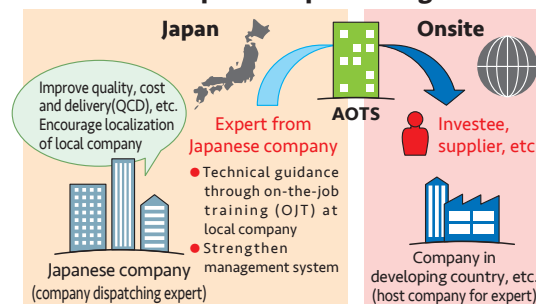 Japan
Onsite
Improve quality, cost
and delivery(QCD), etc.
Encourage localization
of local company
AOTS
Expert from
Japanese company
● Technical guidance
through on-the-job
training (OJT) at
local company
● Strengthen
management system
Investee,
supplier, etc
Japanese company
(company dispatching expert)
Company in
developing country, etc.
(host company for expert)